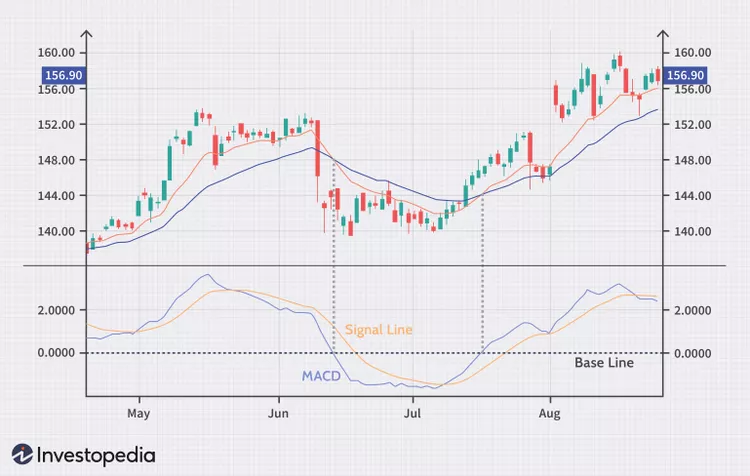 160.00 160.00
156.90 156.90
156.00 156.00
152.00 152.00
148.00 148.00
144.00 144.00
140.00 140.00
2.0000 2.0000
Signal Line
0.0000 0.0000
Base Line
MACD
May Jun Jul Aug
Investopedia